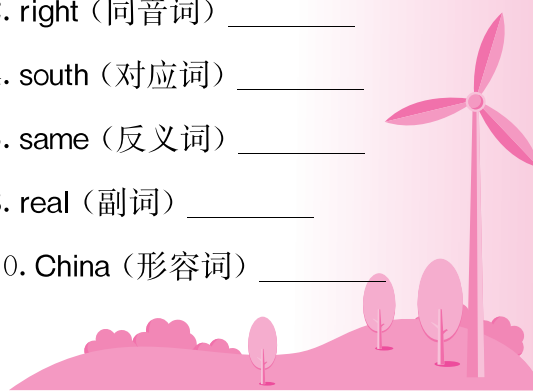 . right（同音词）
. south（对应词）
. same（反义词）
. real（副词）
0. China（形容词）